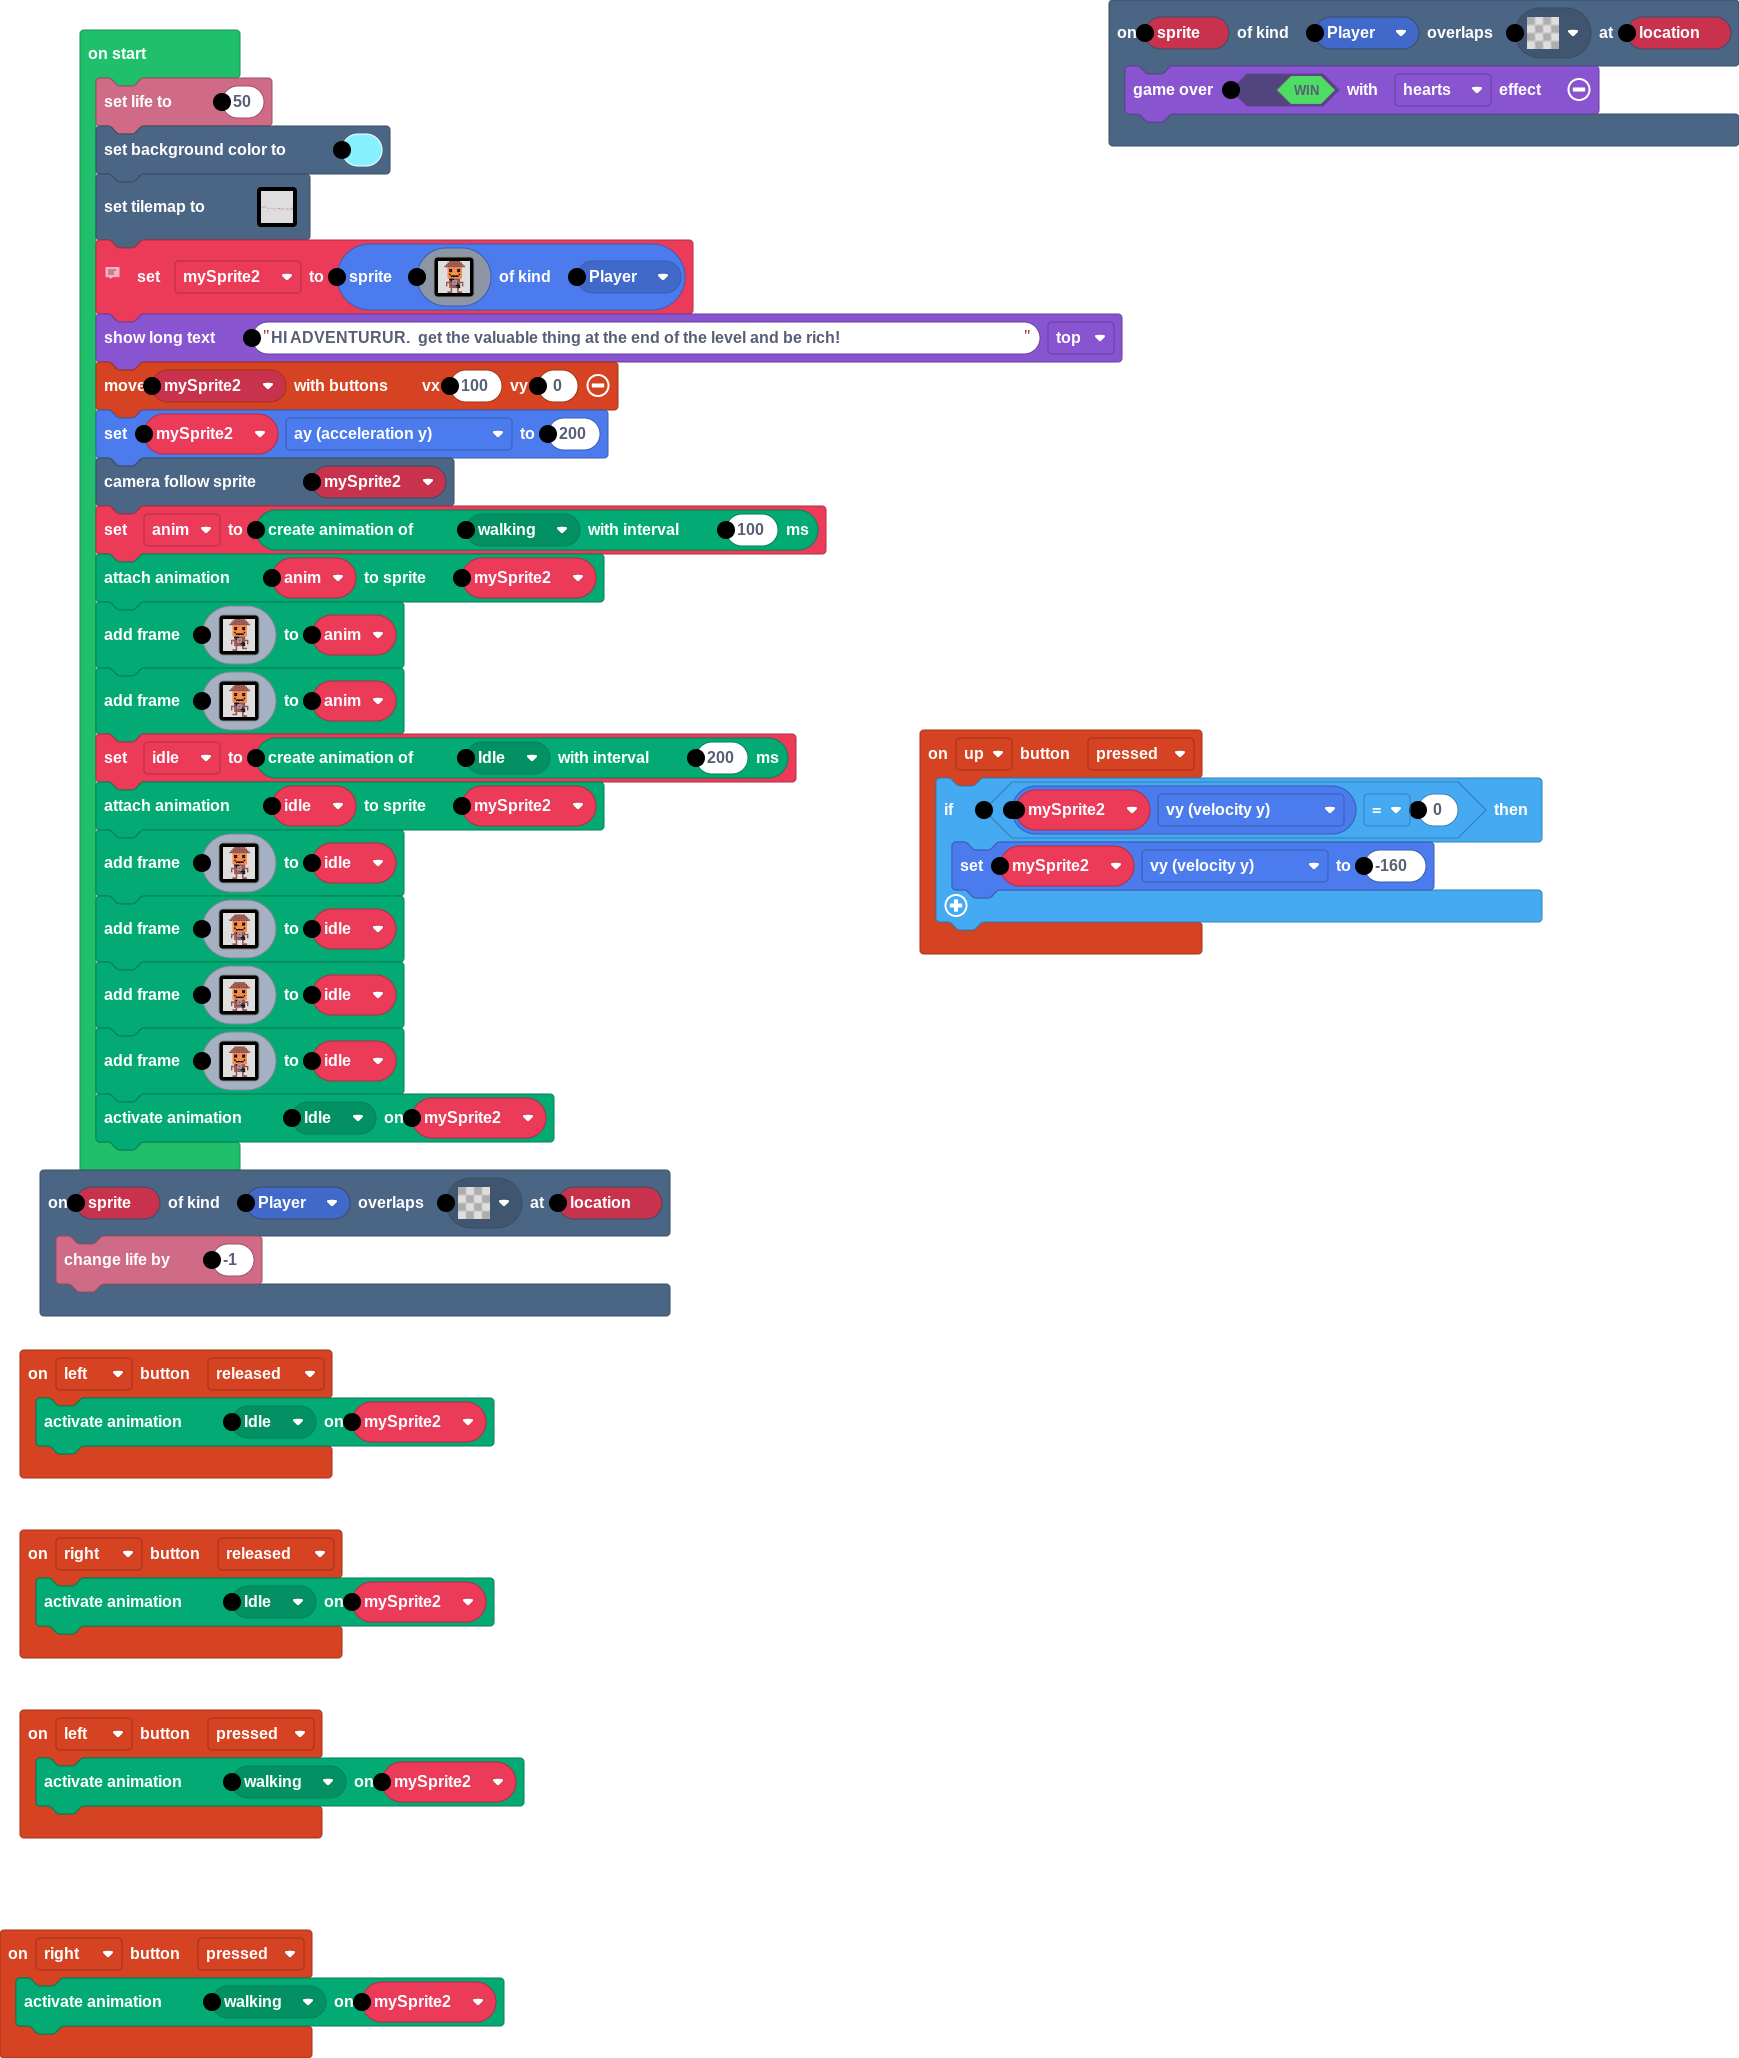 on start
set life to 50
set background color to
set tilemap to
set mySprite2 to sprite of kind Player
show long text "HI ADVENTURUR. get the valuable thing at the end of the level and be rich! " top
move mySprite2 with buttons vx 100 vy 0
set mySprite2 ay (acceleration y) to 200
camera follow sprite mySprite2
set anim to create animation of walking with interval 100 ms
attach animation anim to sprite mySprite2
add frame to anim
add frame to anim
set idle to create animation of Idle with interval 200 ms
attach animation idle to sprite mySprite2
add frame to idle
add frame to idle
add frame to idle
add frame to idle
activate animation Idle on mySprite2
on sprite of kind Player overlaps at location
game over WIN with hearts effect
on up button pressed
if mySprite2 vy (velocity y) = 0 then
set mySprite2 vy (velocity y) to -160
on sprite of kind Player overlaps at location
change life by -1
on left button released
activate animation Idle on mySprite2
on right button released
activate animation Idle on mySprite2
on left button pressed
activate animation walking on mySprite2
on right button pressed
activate animation walking on mySprite2